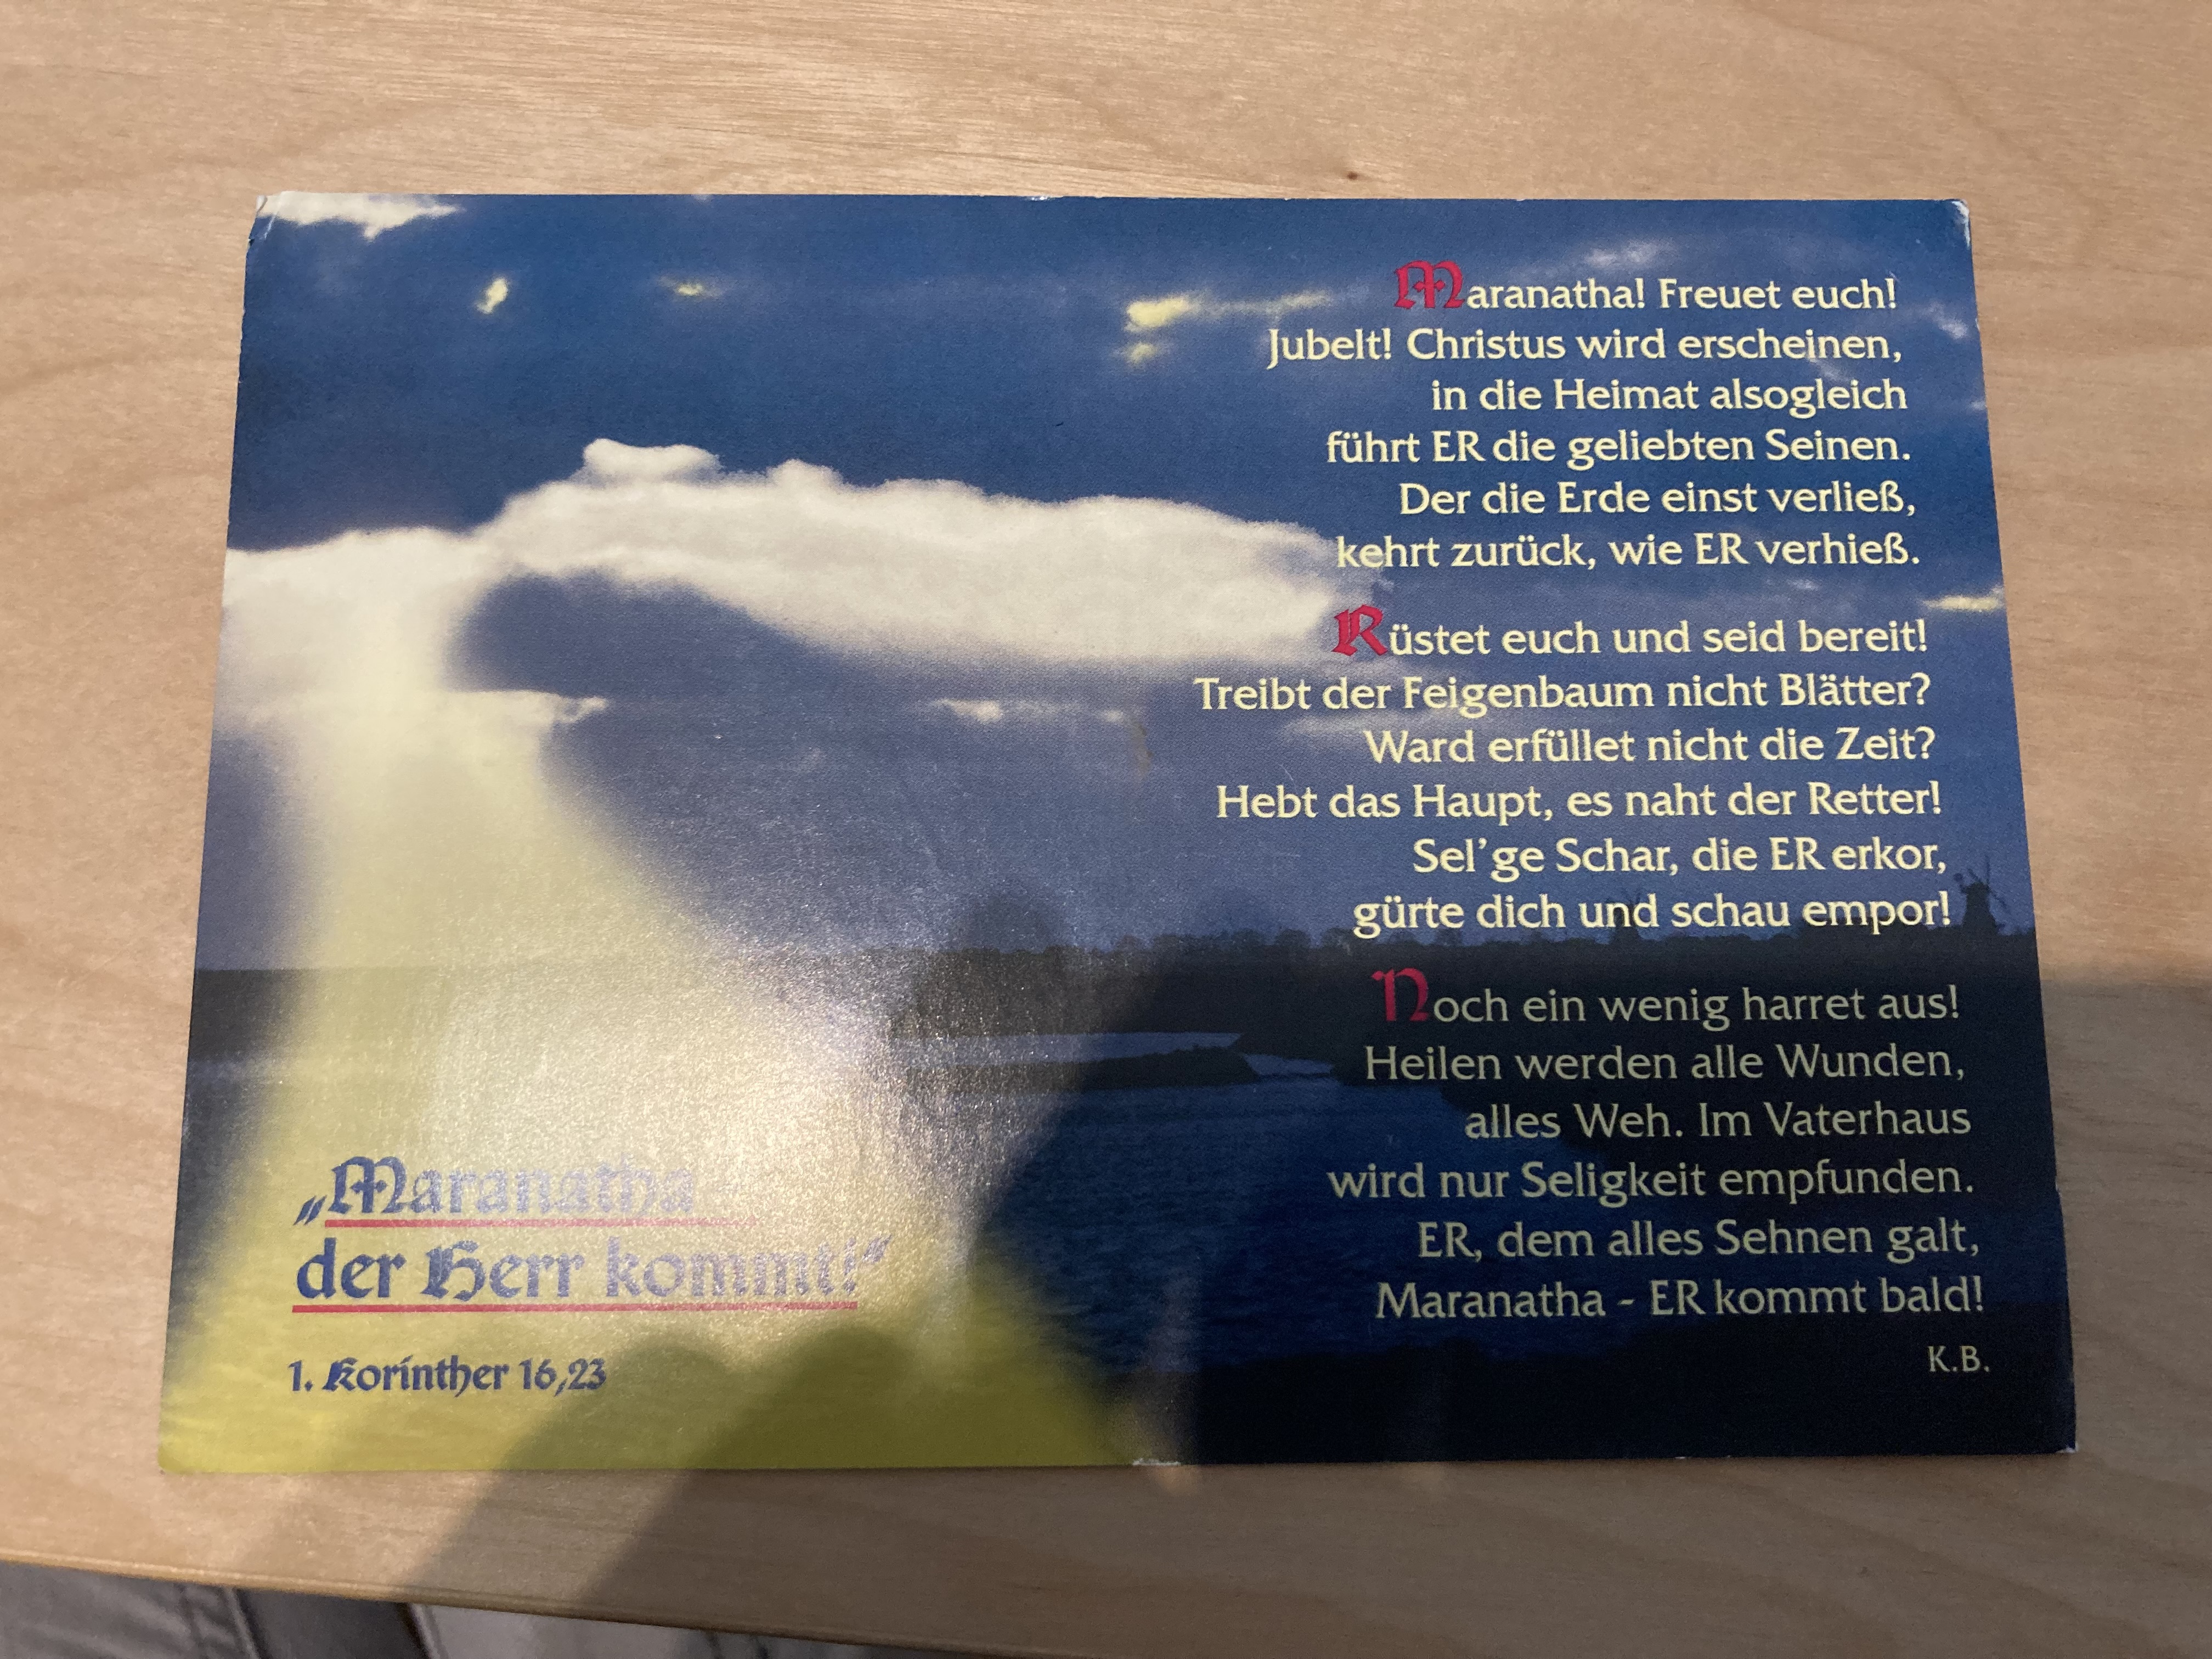 Maranatha! Freuet euch!
Jubelt! Christus wird erscheinen,
in die Heimat alsogleich
führt ER die geliebten Seinen.
Der die Erde einst verließ,
kehrt zurück, wie ER verhieß.
Rüstet euch und seid bereit!
Treibt der Feigenbaum nicht Blätter?
Ward erfüllet nicht die Zeit?
Hebt das Haupt, es naht der Retter!
Sel'ge Schar, die ER erkor,
gürte dich und schau empor!
Noch ein wenig harret aus!
Heilen werden alle Wunden,
alles Weh. Im Vaterhaus
wird nur Seligkeit empfunden.
ER, dem alles Sehnen galt,
Maranatha - ER kommt bald!
K.B.
„Maranatha
der Herr kommt!“
1. Korinther 16,23